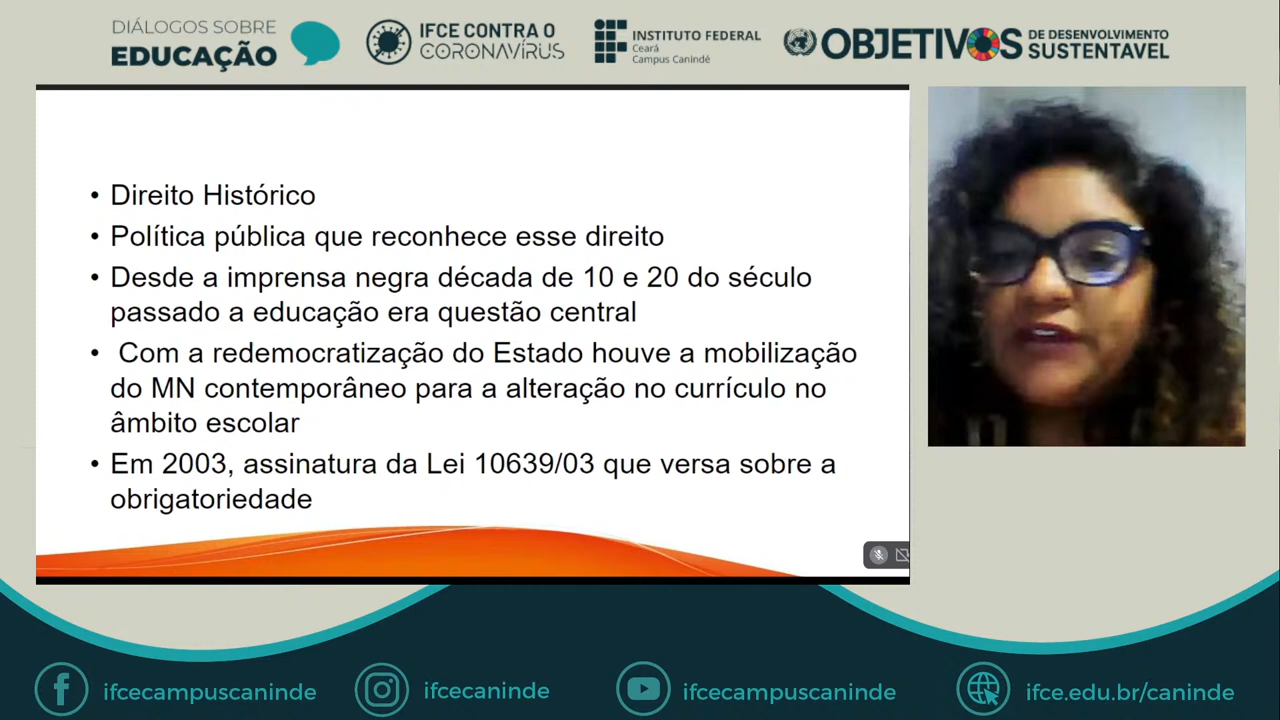 DIÁLOGOS SOBRE
EDUCAÇÃO
IFCE CONTRA O
CORONAVÍRUS
INSTITUTO FEDERAL
Ceará
Campus Canindé
OBJETIVOS
DE DESENVOLVIMENTO
SUSTENTAVEL
• Direito Histórico
• Política pública que reconhece esse direito
• Desde a imprensa negra década de 10 e 20 do século
passado a educação era questão central
• Com a redemocratização do Estado houve a mobilização
do MN contemporâneo para a alteração no currículo no
âmbito escolar
• Em 2003, assinatura da Lei 10639/03 que versa sobre a
obrigatoriedade
ifcecampuscaninde
ifcecaninde
ifcecampuscaninde
ifce.edu.br/caninde